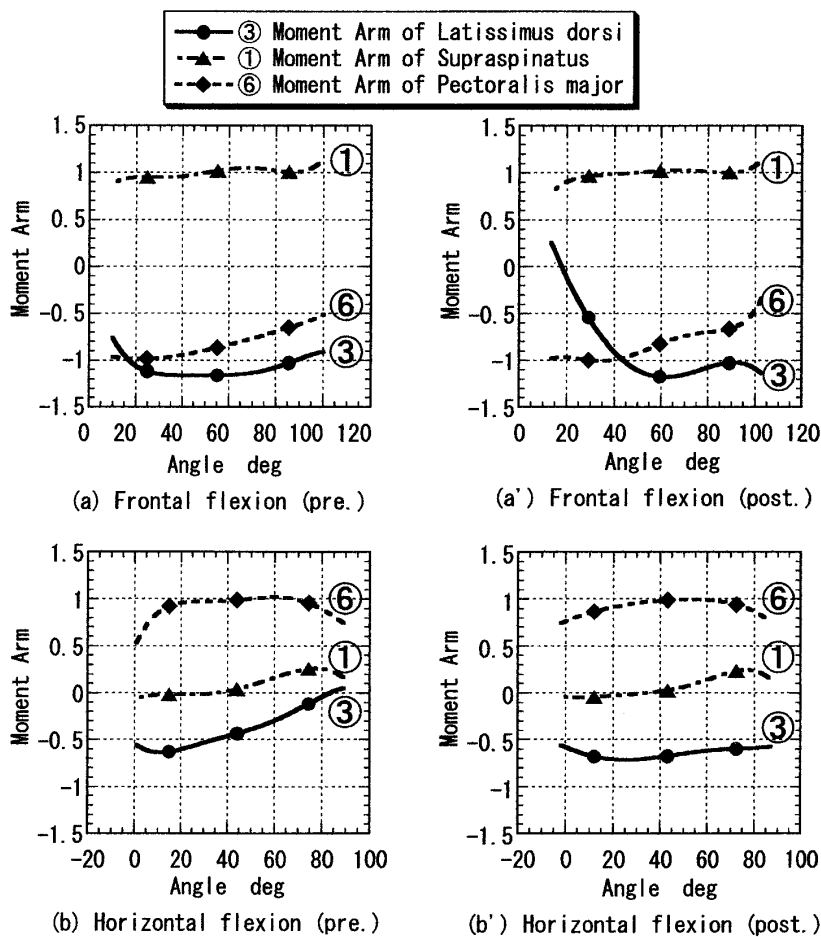 ③ Moment Arm of Latissimus dorsi
① Moment Arm of Supraspinatus
⑥ Moment Arm of Pectoralis major
1.5
1
0.5
0
-0.5
-1
-1.5
Moment Arm
①
⑥
③
0 20 40 60 80 100 120
Angle deg
(a) Frontal flexion (pre.)
1.5
1
0.5
0
-0.5
-1
-1.5
Moment Arm
①
⑥
③
0 20 40 60 80 100 120
Angle deg
(a') Frontal flexion (post.)
1.5
1
0.5
0
-0.5
-1
-1.5
Moment Arm
⑥
①
③
-20 0 20 40 60 80 100
Angle deg
(b) Horizontal flexion (pre.)
1.5
1
0.5
0
-0.5
-1
-1.5
Moment Arm
⑥
①
③
-20 0 20 40 60 80 100
Angle deg
(b') Horizontal flexion (post.)